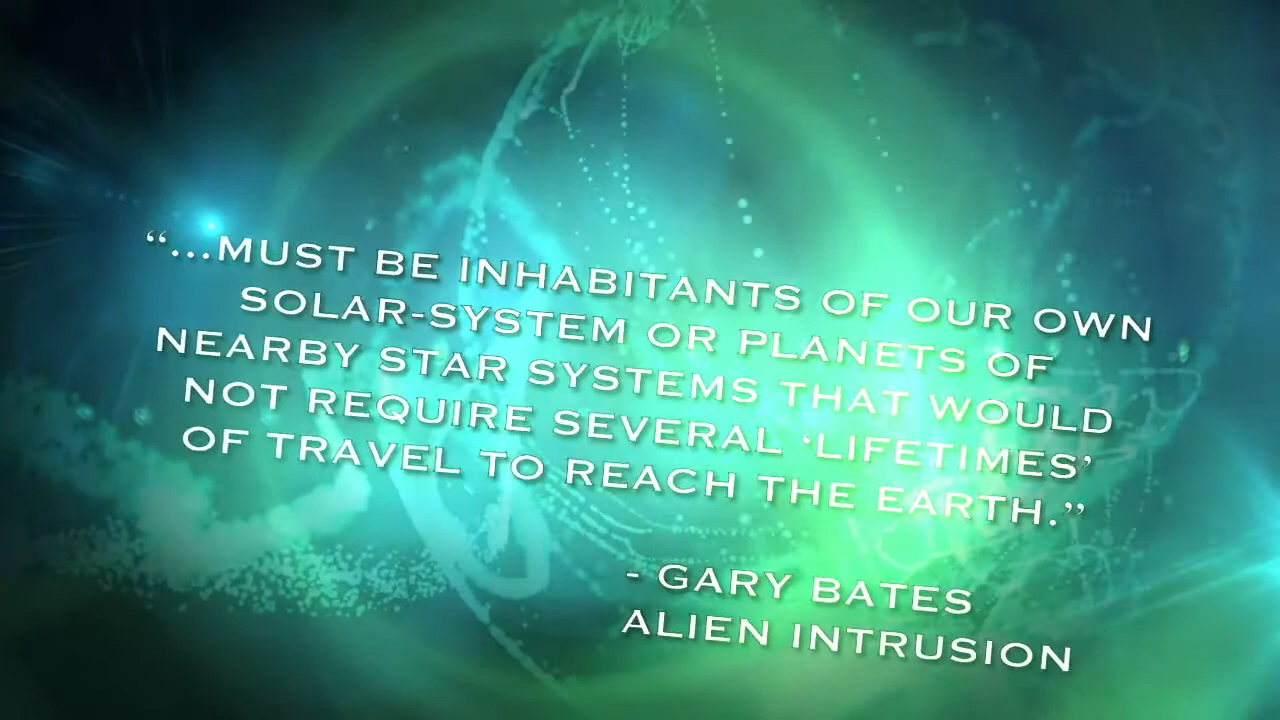 “...MUST BE INHABITANTS OF OUR OWN
SOLAR-SYSTEM OR PLANETS OF
NEARBY STAR SYSTEMS THAT WOULD
NOT REQUIRE SEVERAL ‘LIFETIMES’
OF TRAVEL TO REACH THE EARTH.”
- GARY BATES
ALIEN INTRUSION